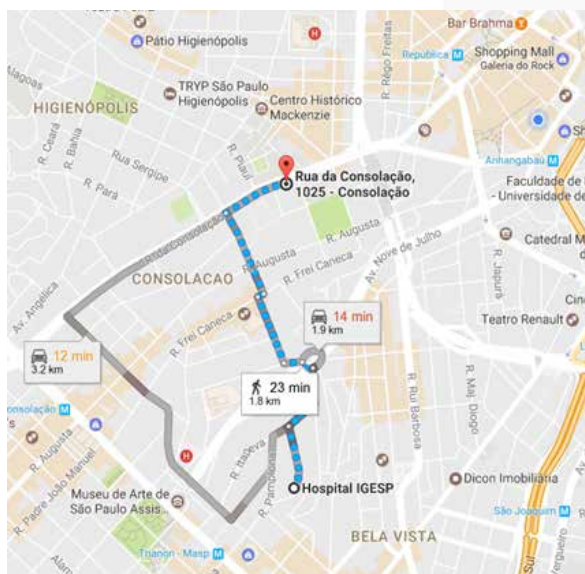 Bar Brahma
Pátio Higienópolis
República M
Shopping Mall
Galeria do Rock
R. Rêgo Freitas
Alagoas
TRYP São Paulo
Higienópolis
HIGIENÓPOLIS
Centro Histórico
Mackenzie
R. Ceará
R. Bahia
Rua Sergipe
R. Piauí
R. Pará
Anhangabaú M
Rua da Consolação,
1025 - Consolação
Faculdade de
- Universidade de
R. da Consolação
R. Augusta
Av. Nove de Julho
Catedral M
R. Augusta
R. Frei Caneca
CONSOLACAO
R. Japurá
Av. Angélica
Teatro Renault
14 min
1.9 km
R. Frei Caneca
12 min
3.2 km
23 min
1.8 km
R. Rui Barbosa
R. Maj. Diogo
onsolação M
R. Augusta
R. Padre João Manuel
R. Itapeva
R. Pamplona
Dicon Imobiliária
Hospital IGESP
Museu de Arte de
São Paulo Assis...
São Joaquim M
BELA VISTA
Trianon - Masp M
Sul
Vergueiro